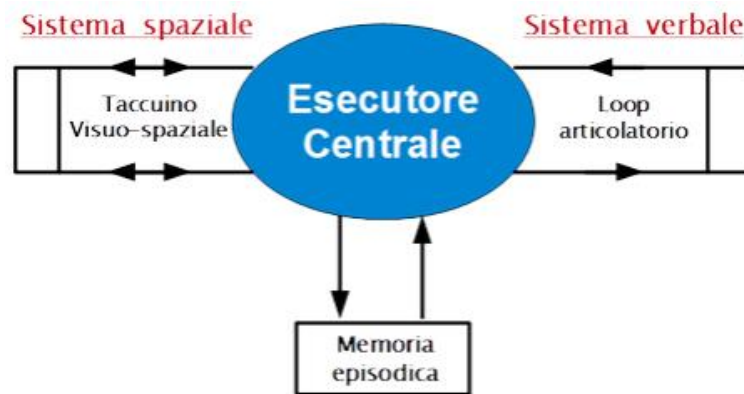 Sistema spaziale
Sistema verbale
Taccuino
Visuo-spaziale
Esecutore
Centrale
Loop
articolatorio
Memoria
episodica